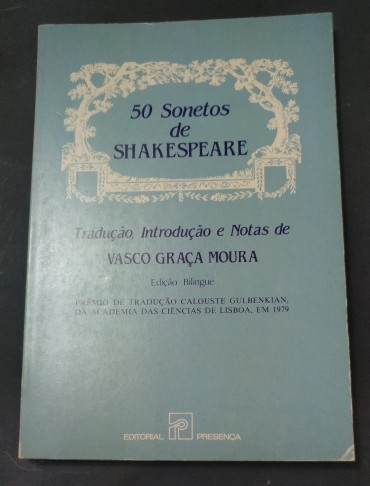 50 Sonetos
de
SHAKESPEARE
Tradução, Introdução e Notas de
VASCO GRAÇA MOURA
Edição Bilingue
PRÉMIO DE TRADUÇÃO CALOUSTE GULBENKIAN,
DA ACADEMIA DAS CIÊNCIAS DE LISBOA, EM 1979
EDITORIAL PRESENÇA